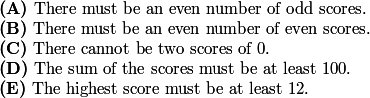 (A) There must be an even number of odd scores.
(B) There must be an even number of even scores.
(C) There cannot be two scores of 0.
(D) The sum of the scores must be at least 100.
(E) The highest score must be at least 12.